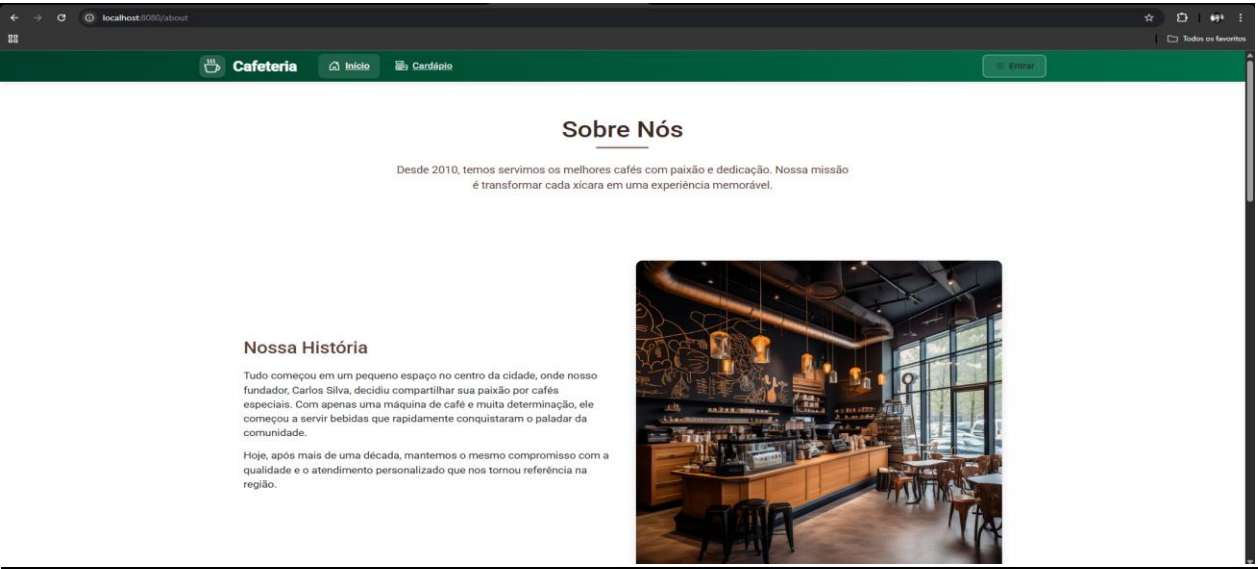 localhost:8080/about
Todos os favoritos
Cafeteria
Início
Cardápio
Entrar
Sobre Nós
Desde 2010, temos servimos os melhores cafés com paixão e dedicação. Nossa missão
é transformar cada xícara em uma experiência memorável.
Nossa História
Tudo começou em um pequeno espaço no centro da cidade, onde nosso
fundador, Carlos Silva, decidiu compartilhar sua paixão por cafés
especiais. Com apenas uma máquina de café e muita determinação, ele
começou a servir bebidas que rapidamente conquistaram o paladar da
comunidade.
Hoje, após mais de uma década, mantemos o mesmo compromisso com a
qualidade e o atendimento personalizado que nos tornou referência na
região.